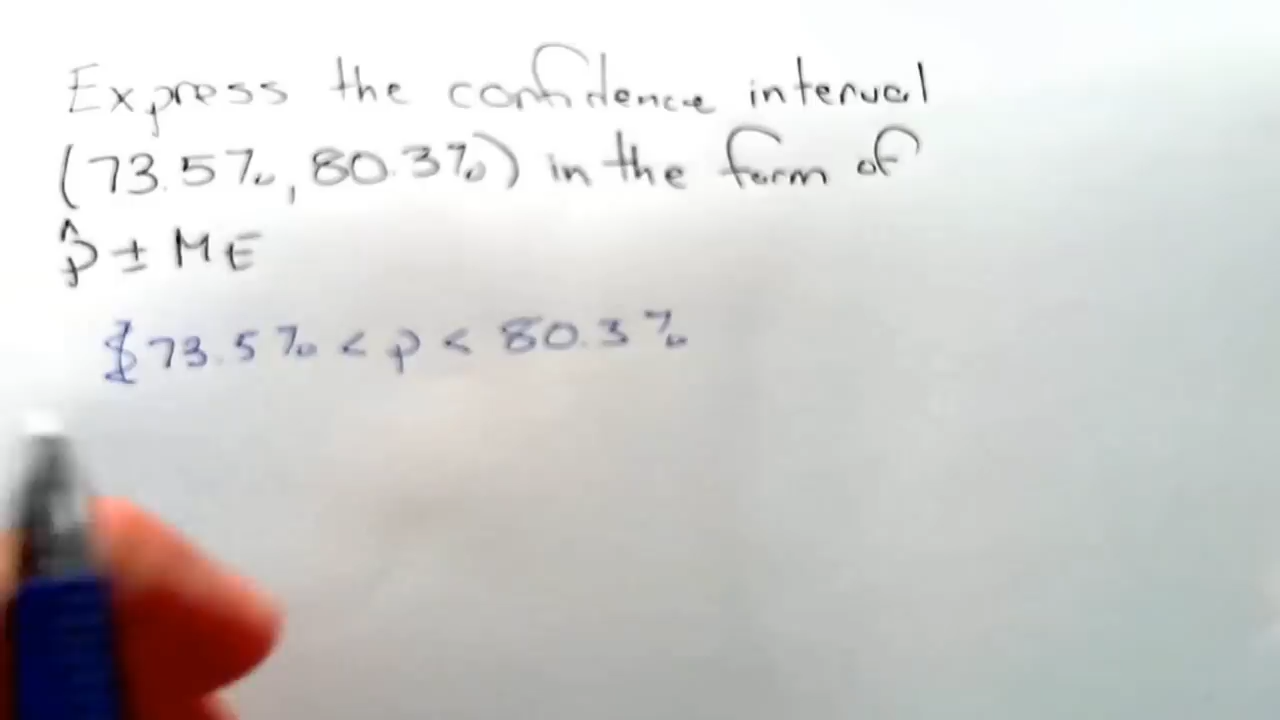 Express the confidence interval
(73.5%, 80.3%) in the form of
p̂ ± ME
73.5% < p < 80.3%